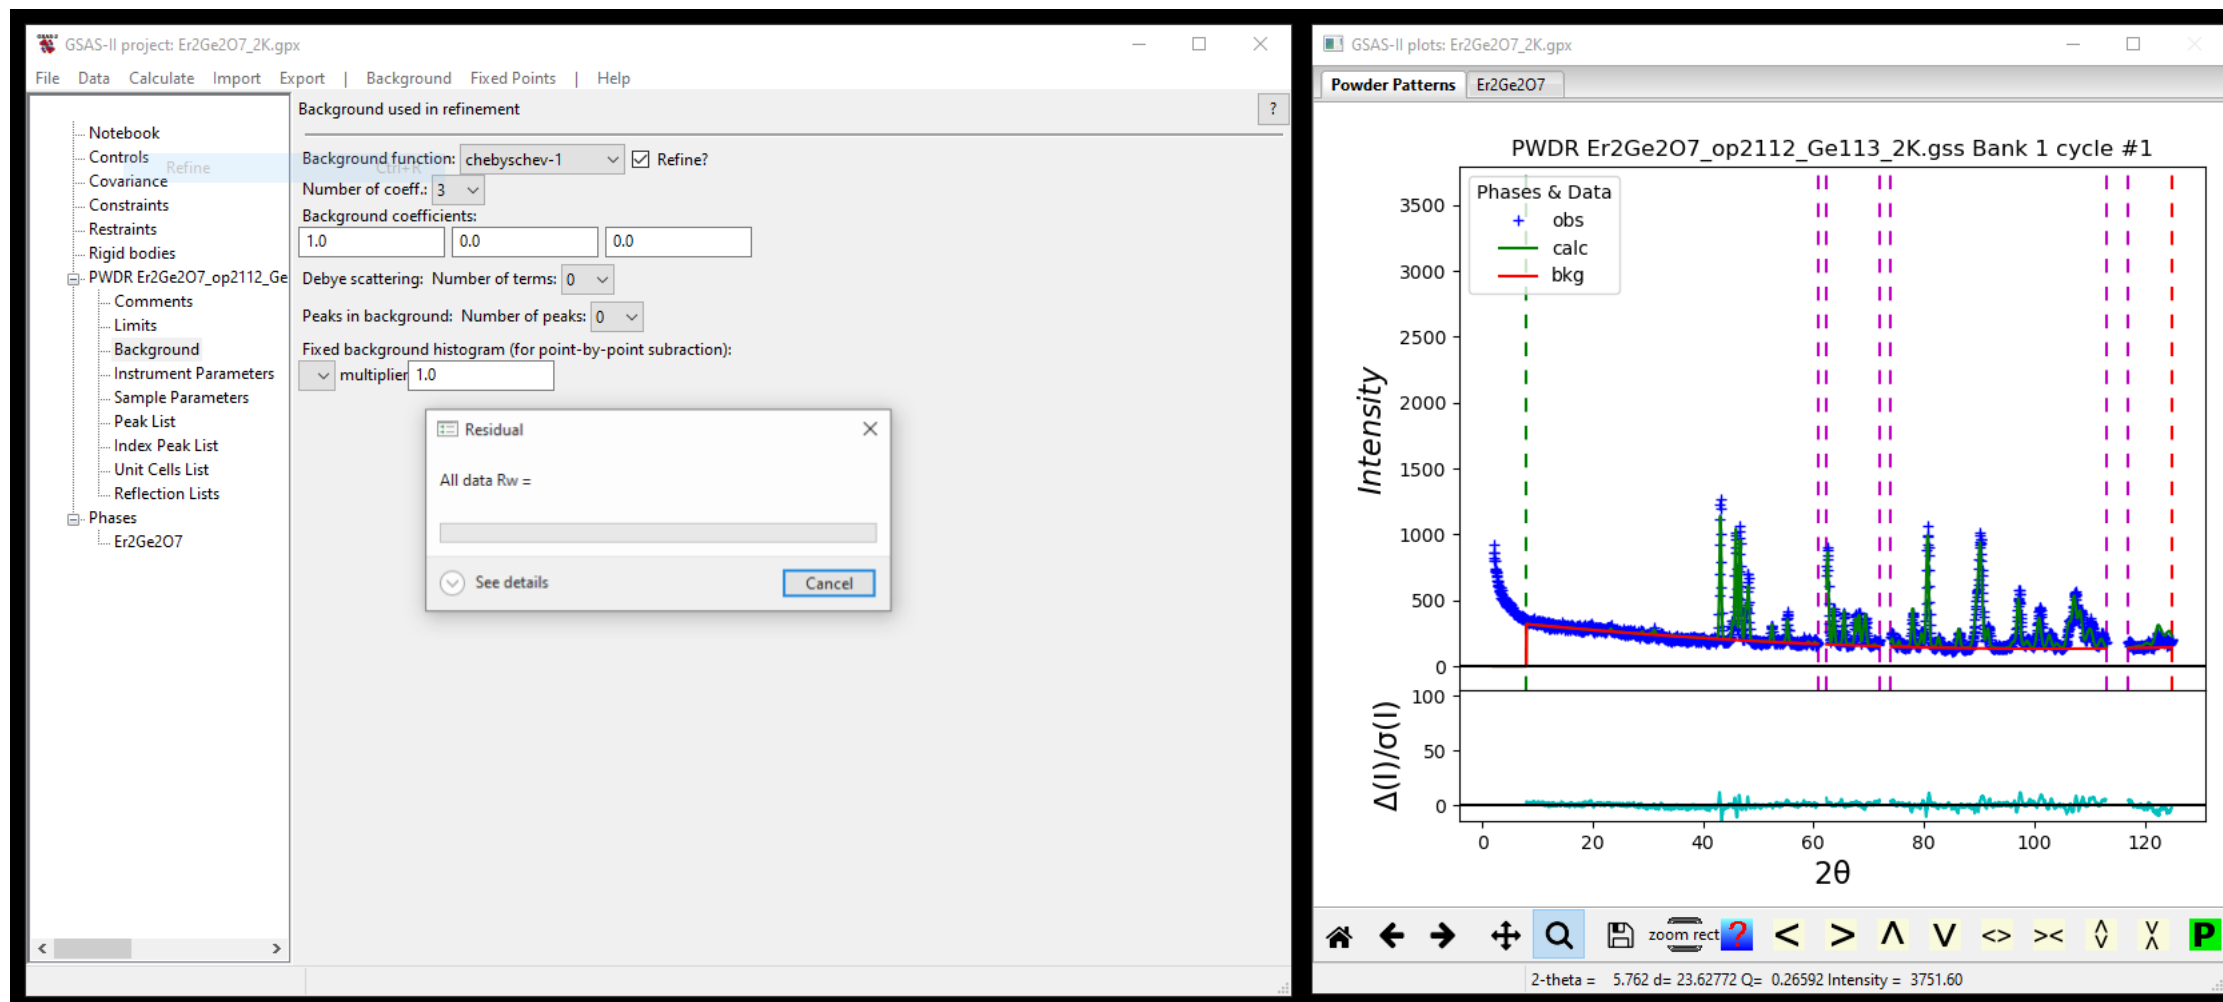 GSAS-II project: Er2Ge2O7_2K.gpx
File Data Calculate Import Export | Background Fixed Points | Help
Notebook
Controls
Covariance
Constraints
Restraints
Rigid bodies
PWDR Er2Ge2O7_op2112_Ge
Comments
Limits
Background
Instrument Parameters
Sample Parameters
Peak List
Index Peak List
Unit Cells List
Reflection Lists
Phases
Er2Ge2O7
Refine Ctrl+R
Background used in refinement ?
Background function: chebyschev-1 Refine?
Number of coeff.: 3
Background coefficients:
1.0 0.0 0.0
Debye scattering: Number of terms: 0
Peaks in background: Number of peaks: 0
Fixed background histogram (for point-by-point subraction):
multiplier 1.0
Residual
All data Rw =
See details Cancel
GSAS-II plots: Er2Ge2O7_2K.gpx
Powder Patterns Er2Ge2O7
PWDR Er2Ge2O7_op2112_Ge113_2K.gss Bank 1 cycle #1
Phases & Data
obs
calc
bkg
Intensity
3500
3000
2500
2000
1500
1000
500
0
Δ(I)/σ(I)
100
50
0
0 20 40 60 80 100 120
2θ
zoom rect ? < > Λ V <> >< P
2-theta = 5.762 d= 23.62772 Q= 0.26592 Intensity = 3751.60